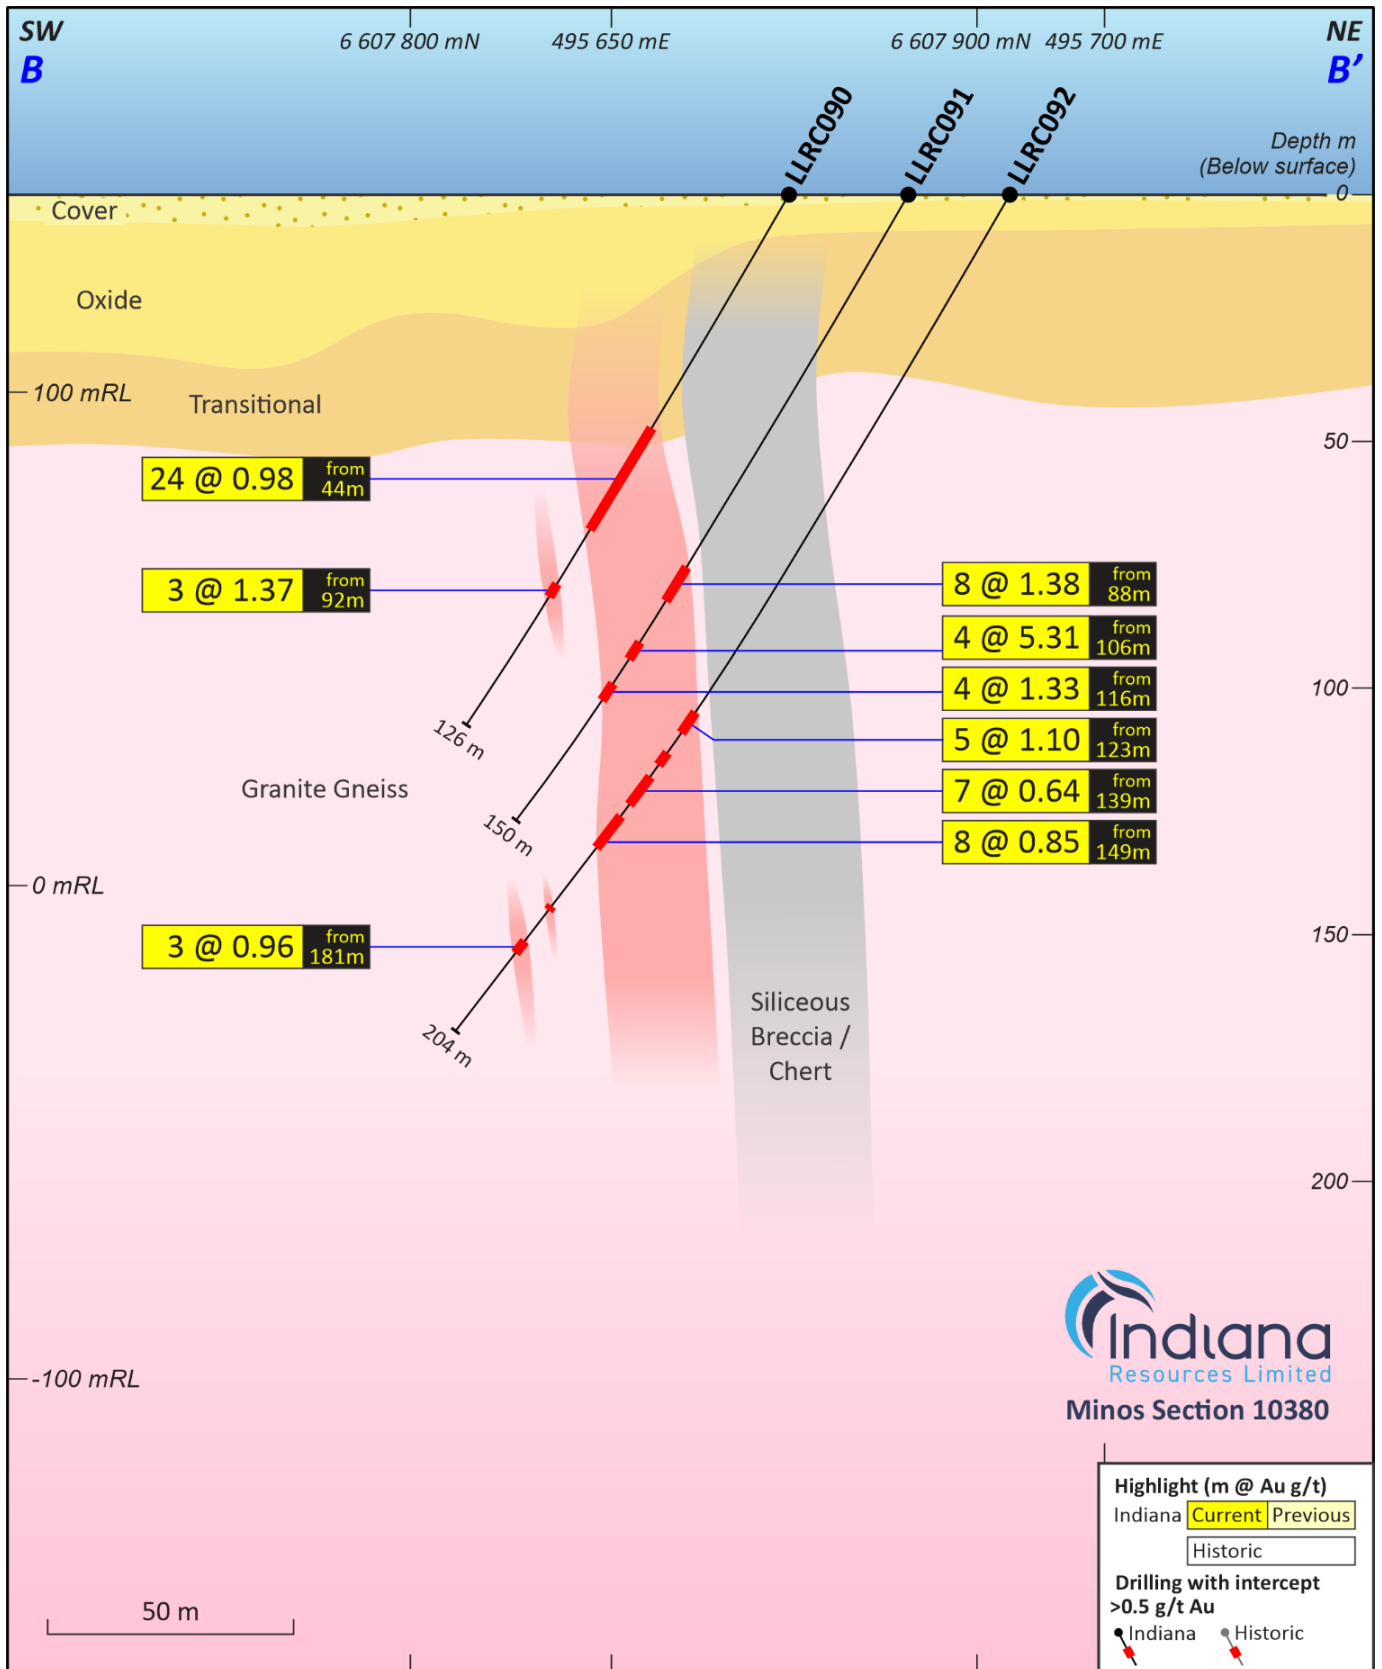 SW
6 607 800 mN
495 650 mE
6 607 900 mN
495 700 mE
NE
B
B’
LLRC090
LLRC091
LLRC092
Depth m
(Below surface)
0
Cover
Oxide
100 mRL
Transitional
50
24 @ 0.98
from
44m
3 @ 1.37
from
92m
8 @ 1.38
from
88m
4 @ 5.31
from
106m
4 @ 1.33
from
116m
100
5 @ 1.10
from
123m
7 @ 0.64
from
139m
8 @ 0.85
from
149m
126 m
Granite Gneiss
150 m
0 mRL
3 @ 0.96
from
181m
150
204 m
Siliceous
Breccia /
Chert
200
-100 mRL
Indiana
Resources Limited
Minos Section 10380
Highlight (m @ Au g/t)
Indiana Current Previous
Historic
Drilling with intercept
>0.5 g/t Au
Indiana Historic
50 m